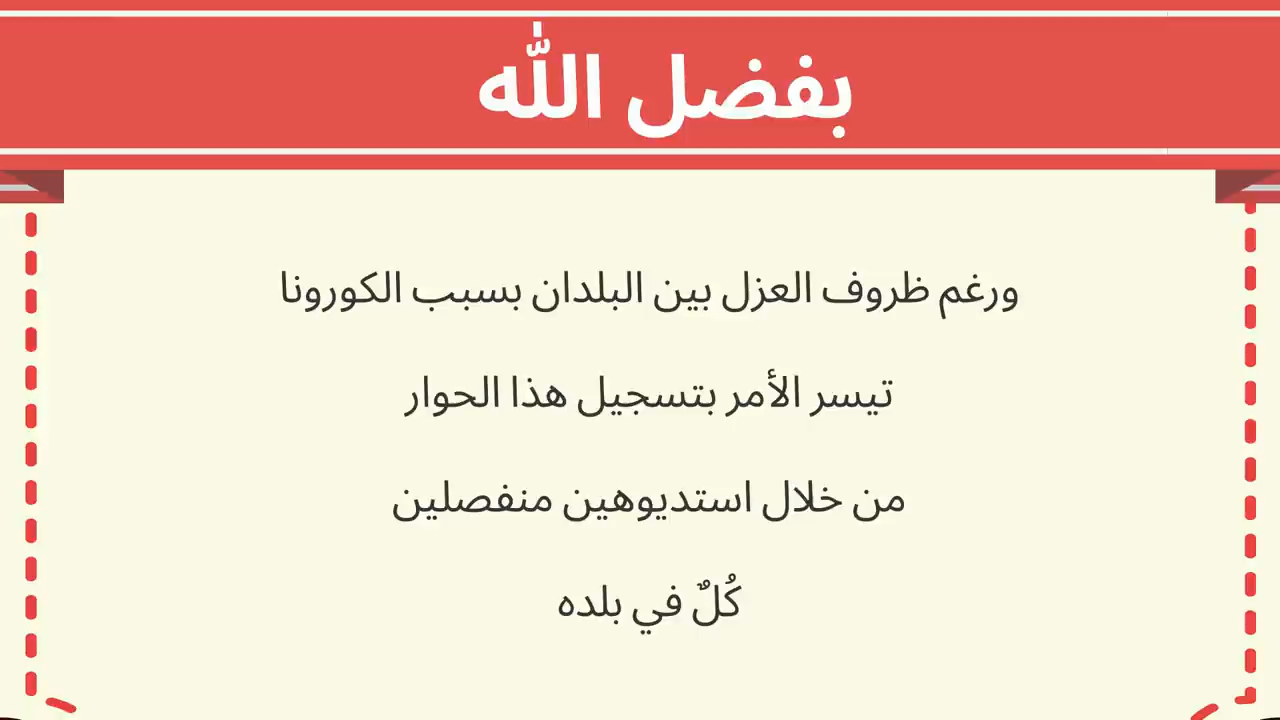 بفضل الله
ورغم ظروف العزل بين البلدان بسبب الكورونا
تيسر الأمر بتسجيل هذا الحوار
من خلال استديوهين منفصلين
كُلٌ في بلده